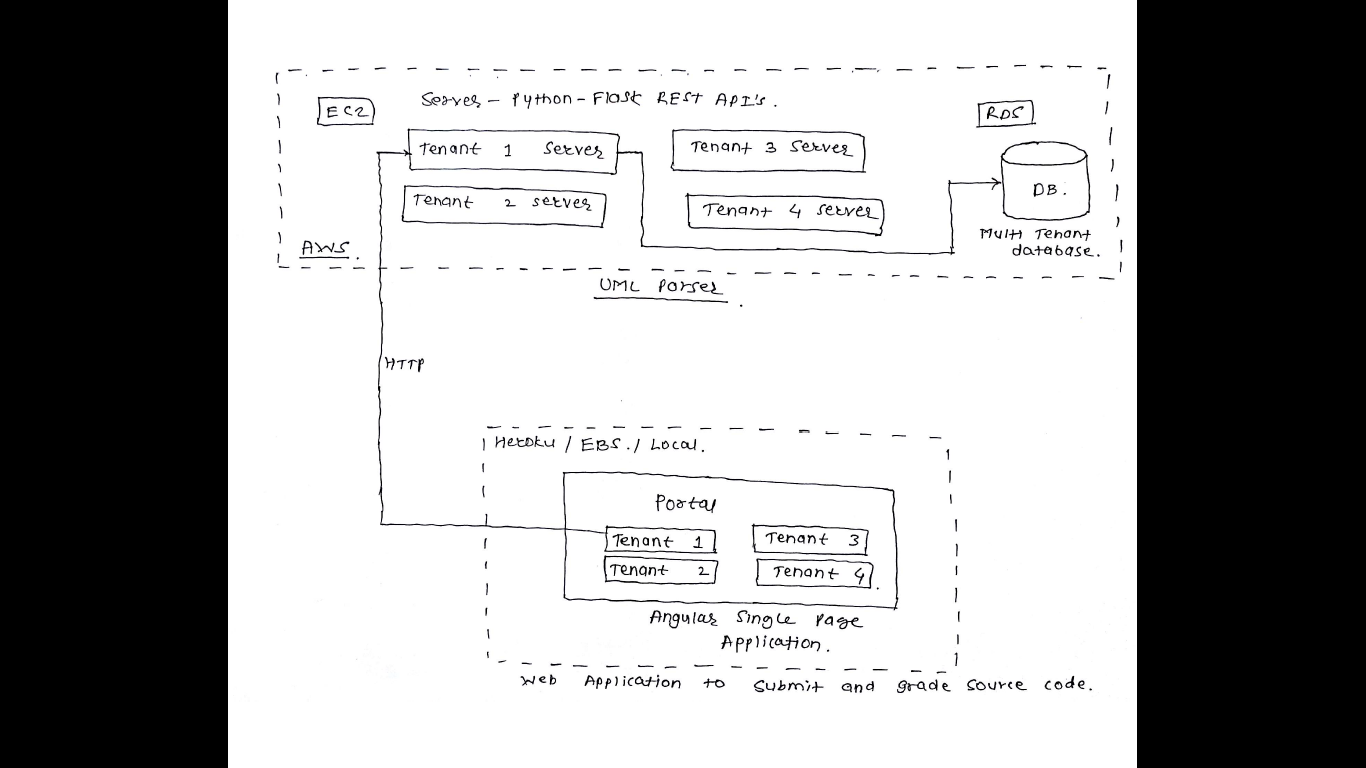 Server - Python - Flask REST API's.
EC2
RDS
Tenant 1 Server
Tenant 3 Server
Tenant 2 server
Tenant 4 server
DB.
Multi Tenant
database.
AWS.
UML Parser.
HTTP
Heroku / EBS. / Local.
Portal
Tenant 1
Tenant 3
Tenant 2
Tenant 4.
Angular Single Page
Application.
Web Application to submit and grade source code.